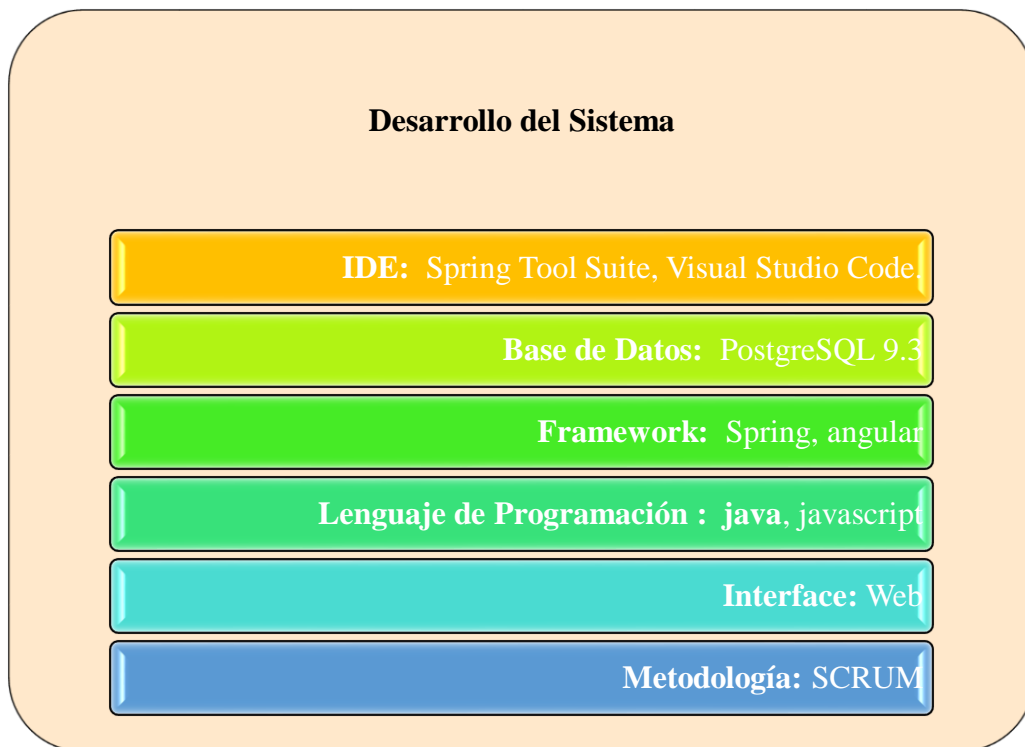 Desarrollo del Sistema
IDE: Spring Tool Suite, Visual Studio Code.
Base de Datos: PostgreSQL 9.3
Framework: Spring, angular
Lenguaje de Programación : java, javascript
Interface: Web
Metodología: SCRUM